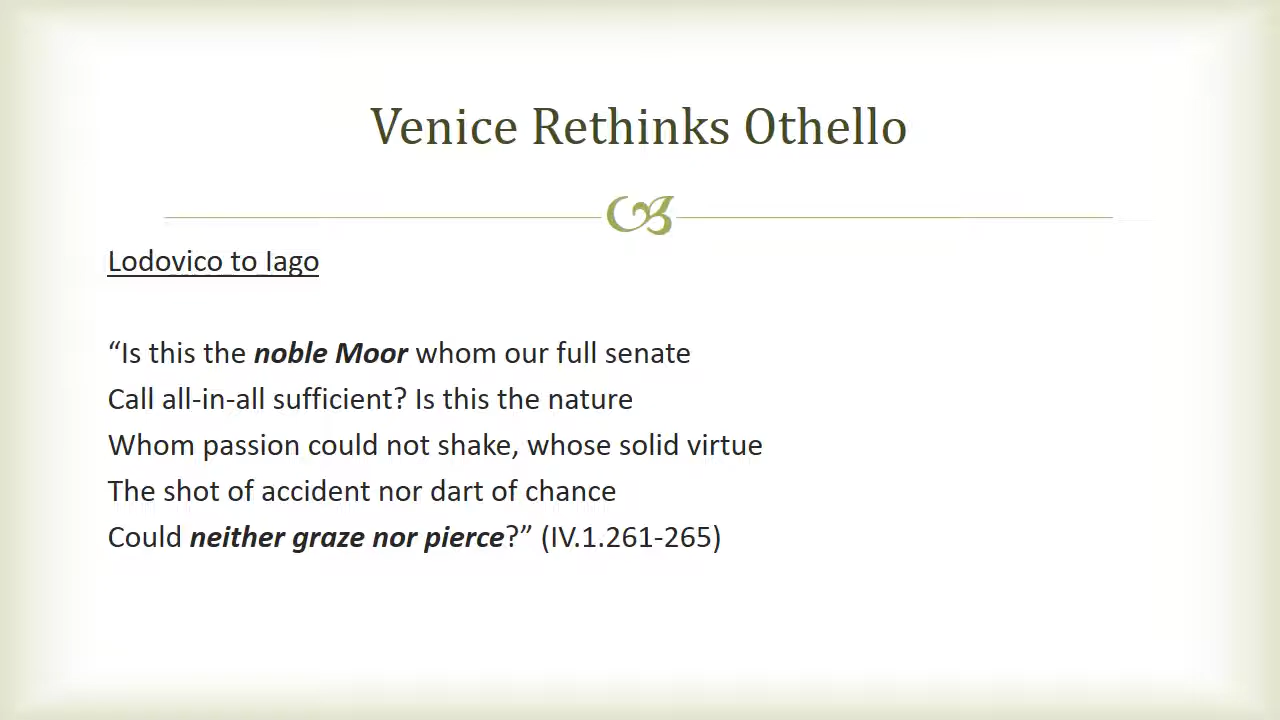 Venice Rethinks Othello
Lodovico to Iago
“Is this the noble Moor whom our full senate
Call all-in-all sufficient? Is this the nature
Whom passion could not shake, whose solid virtue
The shot of accident nor dart of chance
Could neither graze nor pierce?” (IV.1.261-265)